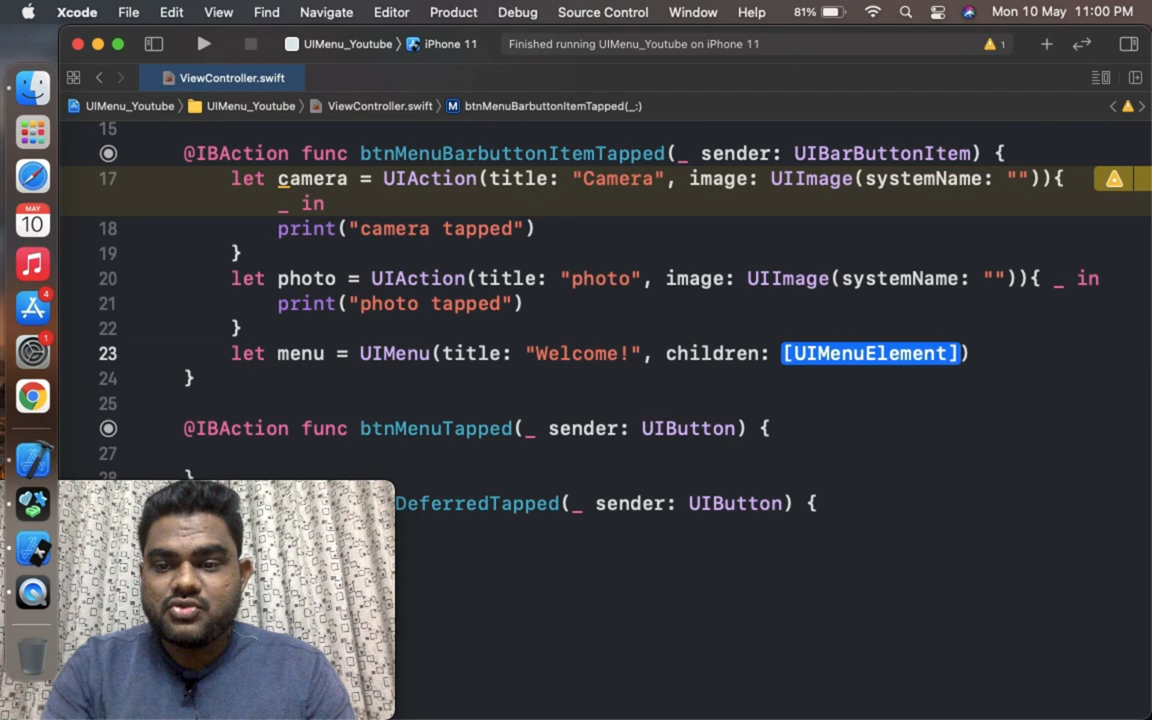 Xcode File Edit View Find Navigate Editor Product Debug Source Control Window Help 81% Mon 10 May 11:00 PM
UIMenu_Youtube 〉 iPhone 11 Finished running UIMenu_Youtube on iPhone 11 1
ViewController.swift
UIMenu_Youtube 〉 UIMenu_Youtube 〉 ViewController.swift 〉 M btnMenuBarbuttonItemTapped(_:)
15
@IBAction func btnMenuBarbuttonItemTapped(_ sender: UIBarButtonItem) {
17 let camera = UIAction(title: "Camera", image: UIImage(systemName: "")){
_ in
18 print("camera tapped")
19 }
20 let photo = UIAction(title: "photo", image: UIImage(systemName: "")){ _ in
21 print("photo tapped")
22 }
23 let menu = UIMenu(title: "Welcome!", children: [UIMenuElement])
24 }
25
@IBAction func btnMenuTapped(_ sender: UIButton) {
27
28 }
DeferredTapped(_ sender: UIButton) {
MAY
10
4
1